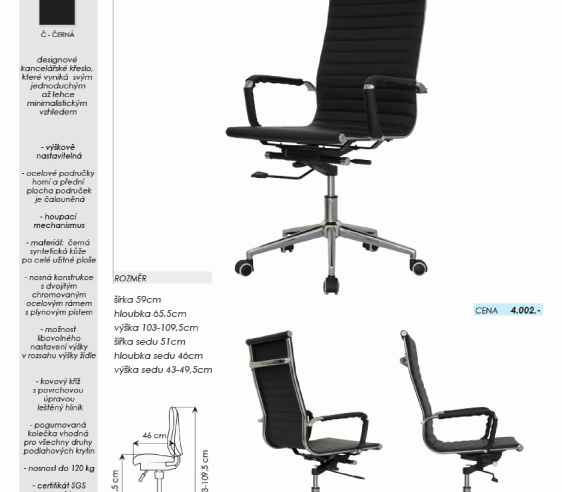 Č - ČERNÁ
designové
kancelářské křeslo,
které vyniká svým
jednoduchým
až lehce
minimalistickým
vzhledem
- výškově
nastavitelná
- ocelové područky
horní a přední
plocha područek
je čalouněná
- houpací
mechanismus
- materiál: černá
syntetická kůže
po celé užitné ploše
- nosná konstrukce
s dvojitým
chromovaným
ocelovým rámem
s plynovým pístem
- možnost
libovolného
nastavení výšky
v rozsahu výšky židle
- kovový kříž
s povrchovou
úpravou
leštěný hliník
- pogumovaná
kolečka vhodná
pro všechny druhy
podlahových krytin
- nosnost do 120 kg
- certifikát SGS
ROZMĚR
šírka 59cm
hloubka 65,5cm
výška 103-109,5cm
šířka sedu 51cm
hloubka sedu 46cm
výška sedu 43-49,5cm
CENA 4.002,-
46 cm
,5 cm
3-109,5 cm